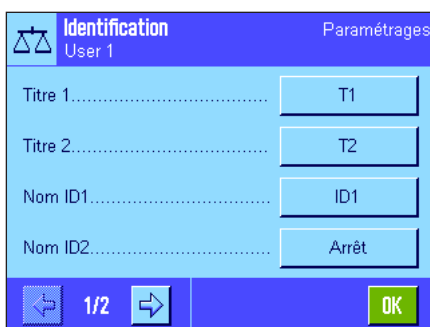 Identification
User 1
Paramétrages
Titre 1.................................... T1
Titre 2.................................... T2
Nom ID1................................. ID1
Nom ID2................................. Arrêt
1/2
OK